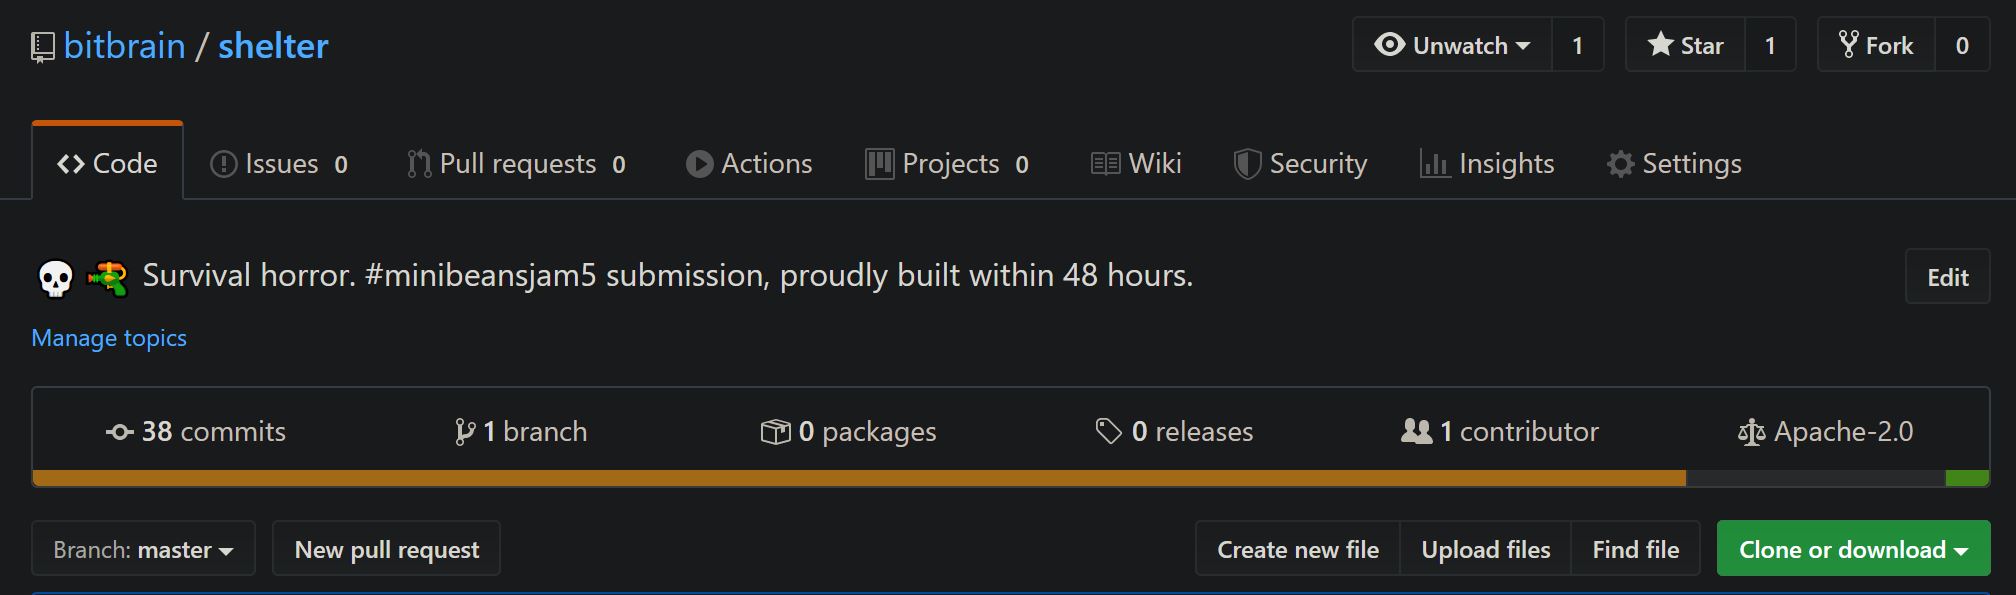 bitbrain / shelter Unwatch 1 Star 1 Fork 0
Code Issues 0 Pull requests 0 Actions Projects 0 Wiki Security Insights Settings
💀 🔫 Survival horror. #minibeansjam5 submission, proudly built within 48 hours. Edit
Manage topics
38 commits 1 branch 0 packages 0 releases 1 contributor Apache-2.0
Branch: master New pull request Create new file Upload files Find file Clone or download